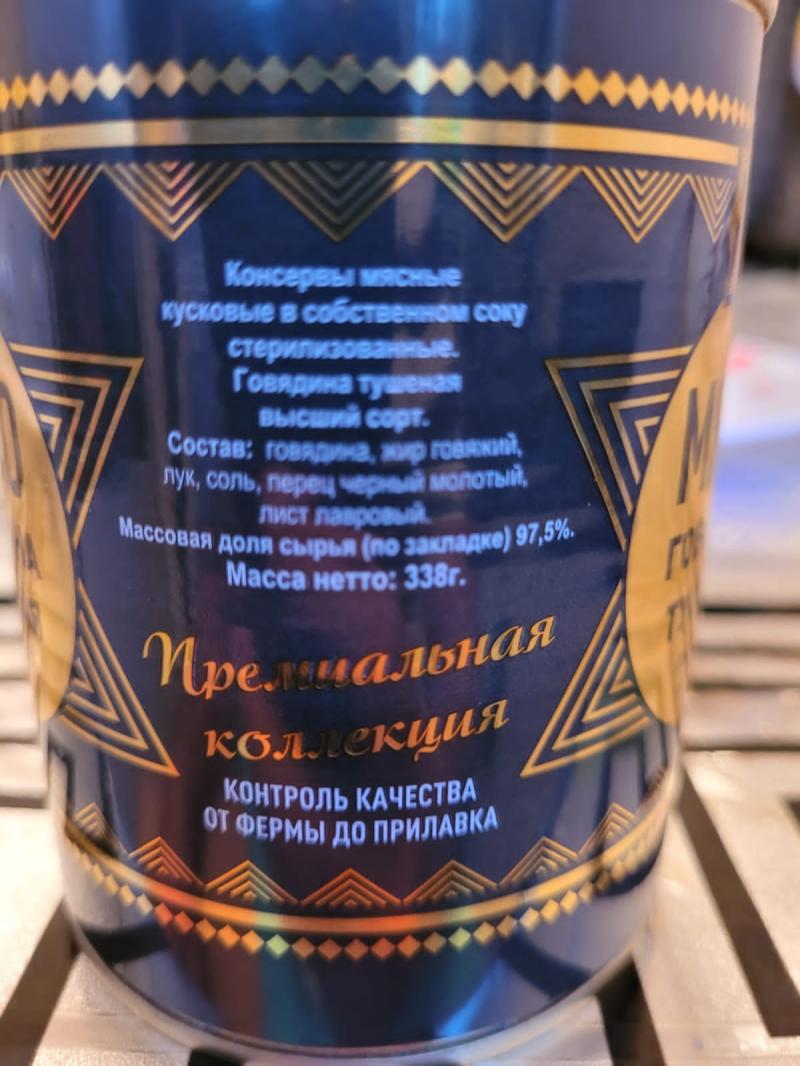 Консервы мясные
кусковые в собственном соку
стерилизованные.
Говядина тушеная
высший сорт.
Состав: говядина, жир говяжий,
лук, соль, перец черный молотый,
лист лавровый.
Массовая доля сырья (по закладке) 97,5%.
Масса нетто: 338г.
Премиальная
коллекция
КОНТРОЛЬ КАЧЕСТВА
ОТ ФЕРМЫ ДО ПРИЛАВКА